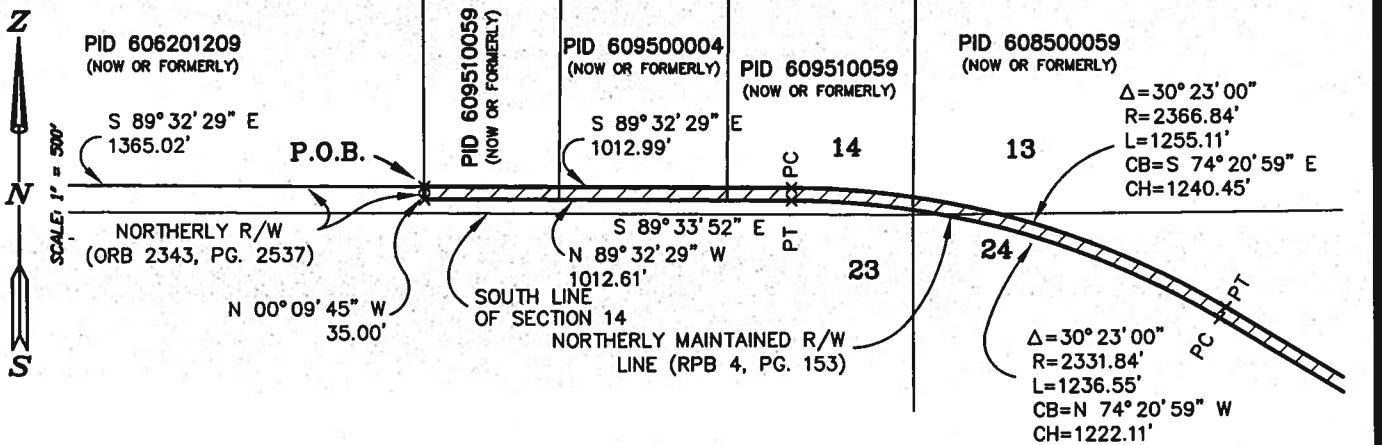 Z
N
S
SCALE: 1" = 500'
PID 606201209
(NOW OR FORMERLY)
S 89°32'29" E
1365.02'
P.O.B.
NORTHERLY R/W
(ORB 2343, PG. 2537)
N 00°09'45" W
35.00'
PID 609510059
(NOW OR FORMERLY)
PID 609500004
(NOW OR FORMERLY)
S 89°32'29" E
1012.99'
PID 609510059
(NOW OR FORMERLY)
14
PC
PT
S 89°33'52" E
N 89°32'29" W
1012.61'
SOUTH LINE
OF SECTION 14
23
NORTHERLY MAINTAINED R/W
LINE (RPB 4, PG. 153)
PID 608500059
(NOW OR FORMERLY)
13
24
Δ=30°23'00"
R=2366.84'
L=1255.11'
CB=S 74°20'59" E
CH=1240.45'
PT
PC
Δ=30°23'00"
R=2331.84'
L=1236.55'
CB=N 74°20'59" W
CH=1222.11'